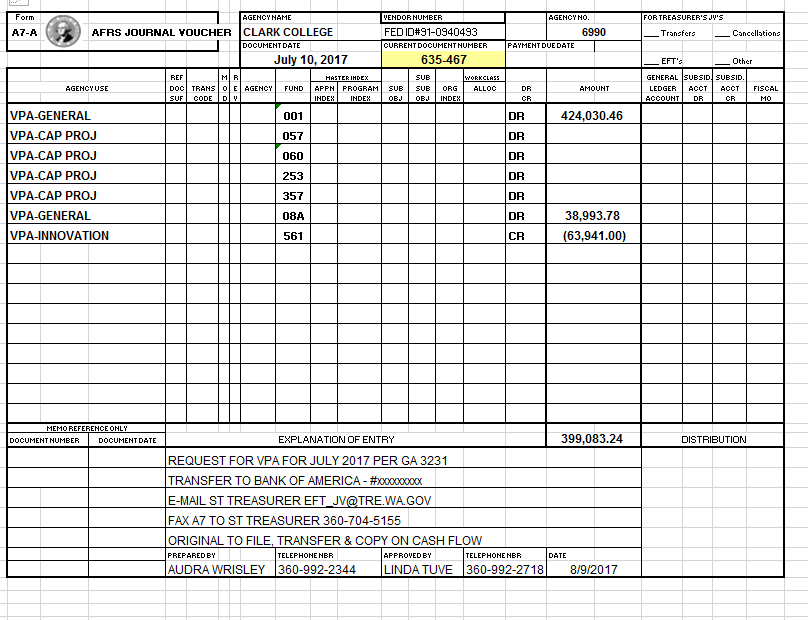 Form
A7-A
AFRS JOURNAL VOUCHER
AGENCY NAME
CLARK COLLEGE
VENDOR NUMBER
FED ID#91-0940493
AGENCY NO.
6990
FOR TREASURER'S JV'S
___ Transfers ___ Cancellations
___ EFT's ___ Other
DOCUMENT DATE
July 10, 2017
CURRENT DOCUMENT NUMBER
635-467
PAYMENT DUE DATE
AGENCY USE
REF DOC SUF
TRANS CODE
M O D
R E V
AGENCY
FUND
MASTER INDEX
APPN INDEX
PROGRAM INDEX
SUB OBJ
SUB SUB OBJ
ORG INDEX
WORKCLASS
ALLOC
DR CR
AMOUNT
GENERAL LEDGER ACCOUNT
SUBSID. ACCT DR
SUBSID. ACCT CR
FISCAL MO
VPA-GENERAL 001 DR 424,030.46
VPA-CAP PROJ 057 DR
VPA-CAP PROJ 060 DR
VPA-CAP PROJ 253 DR
VPA-CAP PROJ 357 DR
VPA-GENERAL 08A DR 38,993.78
VPA-INNOVATION 561 CR (63,941.00)
MEMO REFERENCE ONLY
DOCUMENT NUMBER DOCUMENT DATE
EXPLANATION OF ENTRY 399,083.24 DISTRIBUTION
REQUEST FOR VPA FOR JULY 2017 PER GA 3231
TRANSFER TO BANK OF AMERICA - #xxxxxxxxx
E-MAIL ST TREASURER EFT_JV@TRE.WA.GOV
FAX A7 TO ST TREASURER 360-704-5155
ORIGINAL TO FILE, TRANSFER & COPY ON CASH FLOW
PREPARED BY TELEPHONE NBR APPROVED BY TELEPHONE NBR DATE
AUDRA WRISLEY 360-992-2344 LINDA TUVE 360-992-2718 8/9/2017